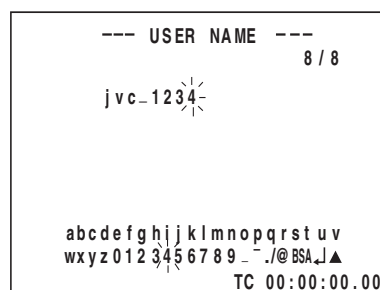 --- USER NAME ---
8/8
jvc_1234-
abcdefghijklmnopqrstuv
wxyz0123456789_‾./@BSA↲▲
TC 00:00:00.00